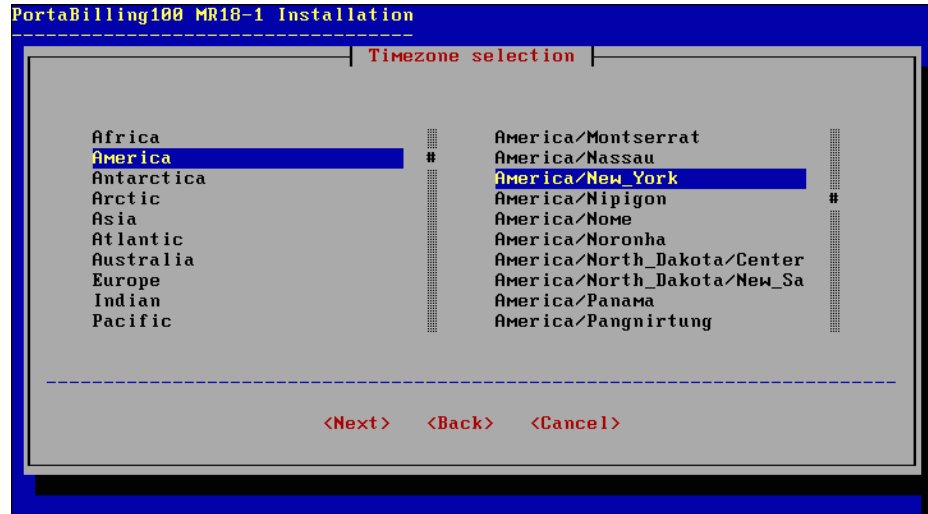 PortaBilling100 MR18-1 Installation
Timezone selection
Africa
America
Antarctica
Arctic
Asia
Atlantic
Australia
Europe
Indian
Pacific
#
America/Montserrat
America/Nassau
America/New_York
America/Nipigon
America/Nome
America/Noronha
America/North_Dakota/Center
America/North_Dakota/New_Sa
America/Panama
America/Pangnirtung
#
<Next> <Back> <Cancel>